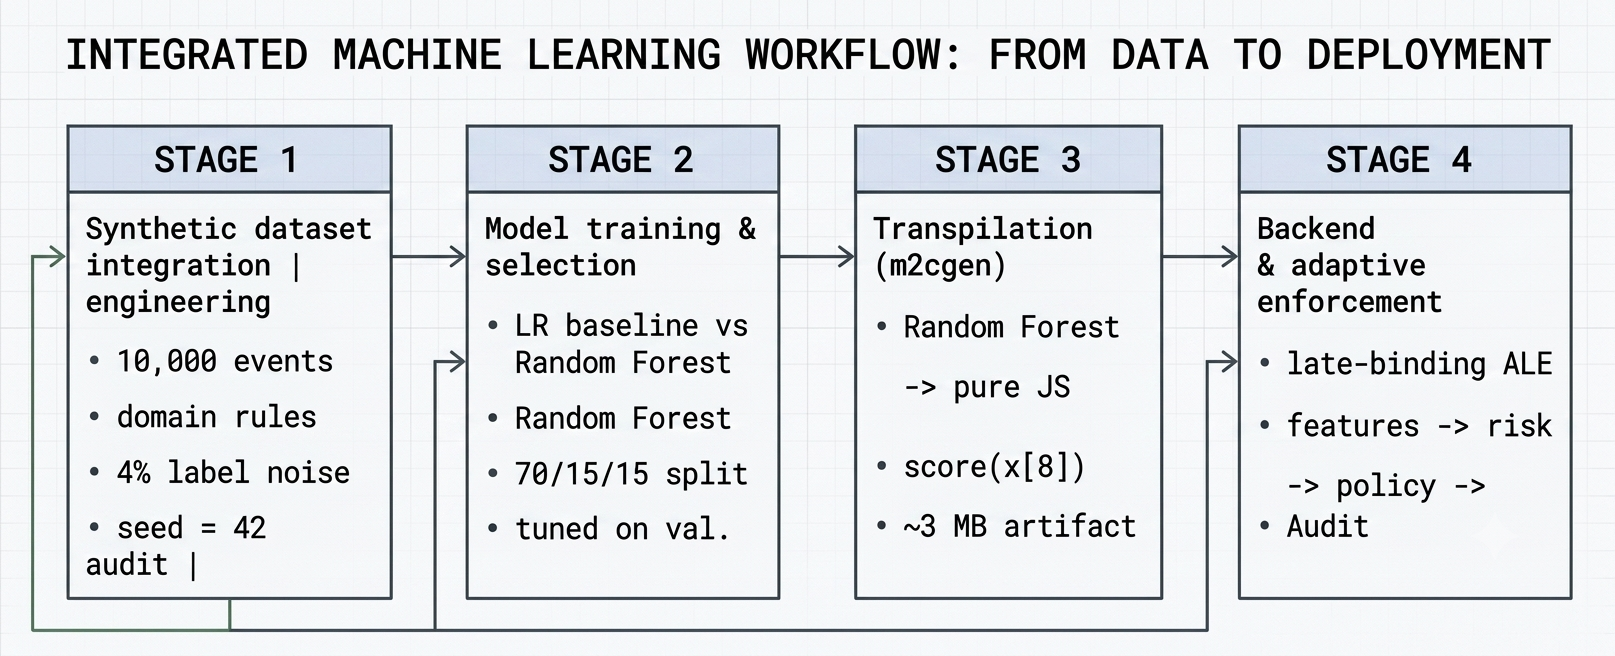 INTEGRATED MACHINE LEARNING WORKFLOW: FROM DATA TO DEPLOYMENT
STAGE 1
Synthetic dataset
integration |
engineering
• 10,000 events
• domain rules
• 4% label noise
• seed = 42
audit |
STAGE 2
Model training &
selection
• LR baseline vs
Random Forest
• Random Forest
• 70/15/15 split
• tuned on val.
STAGE 3
Transpilation
(m2cgen)
• Random Forest
-> pure JS
• score(x[8])
• ~3 MB artifact
STAGE 4
Backend
& adaptive
enforcement
• late-binding ALE
• features -> risk
-> policy ->
• Audit